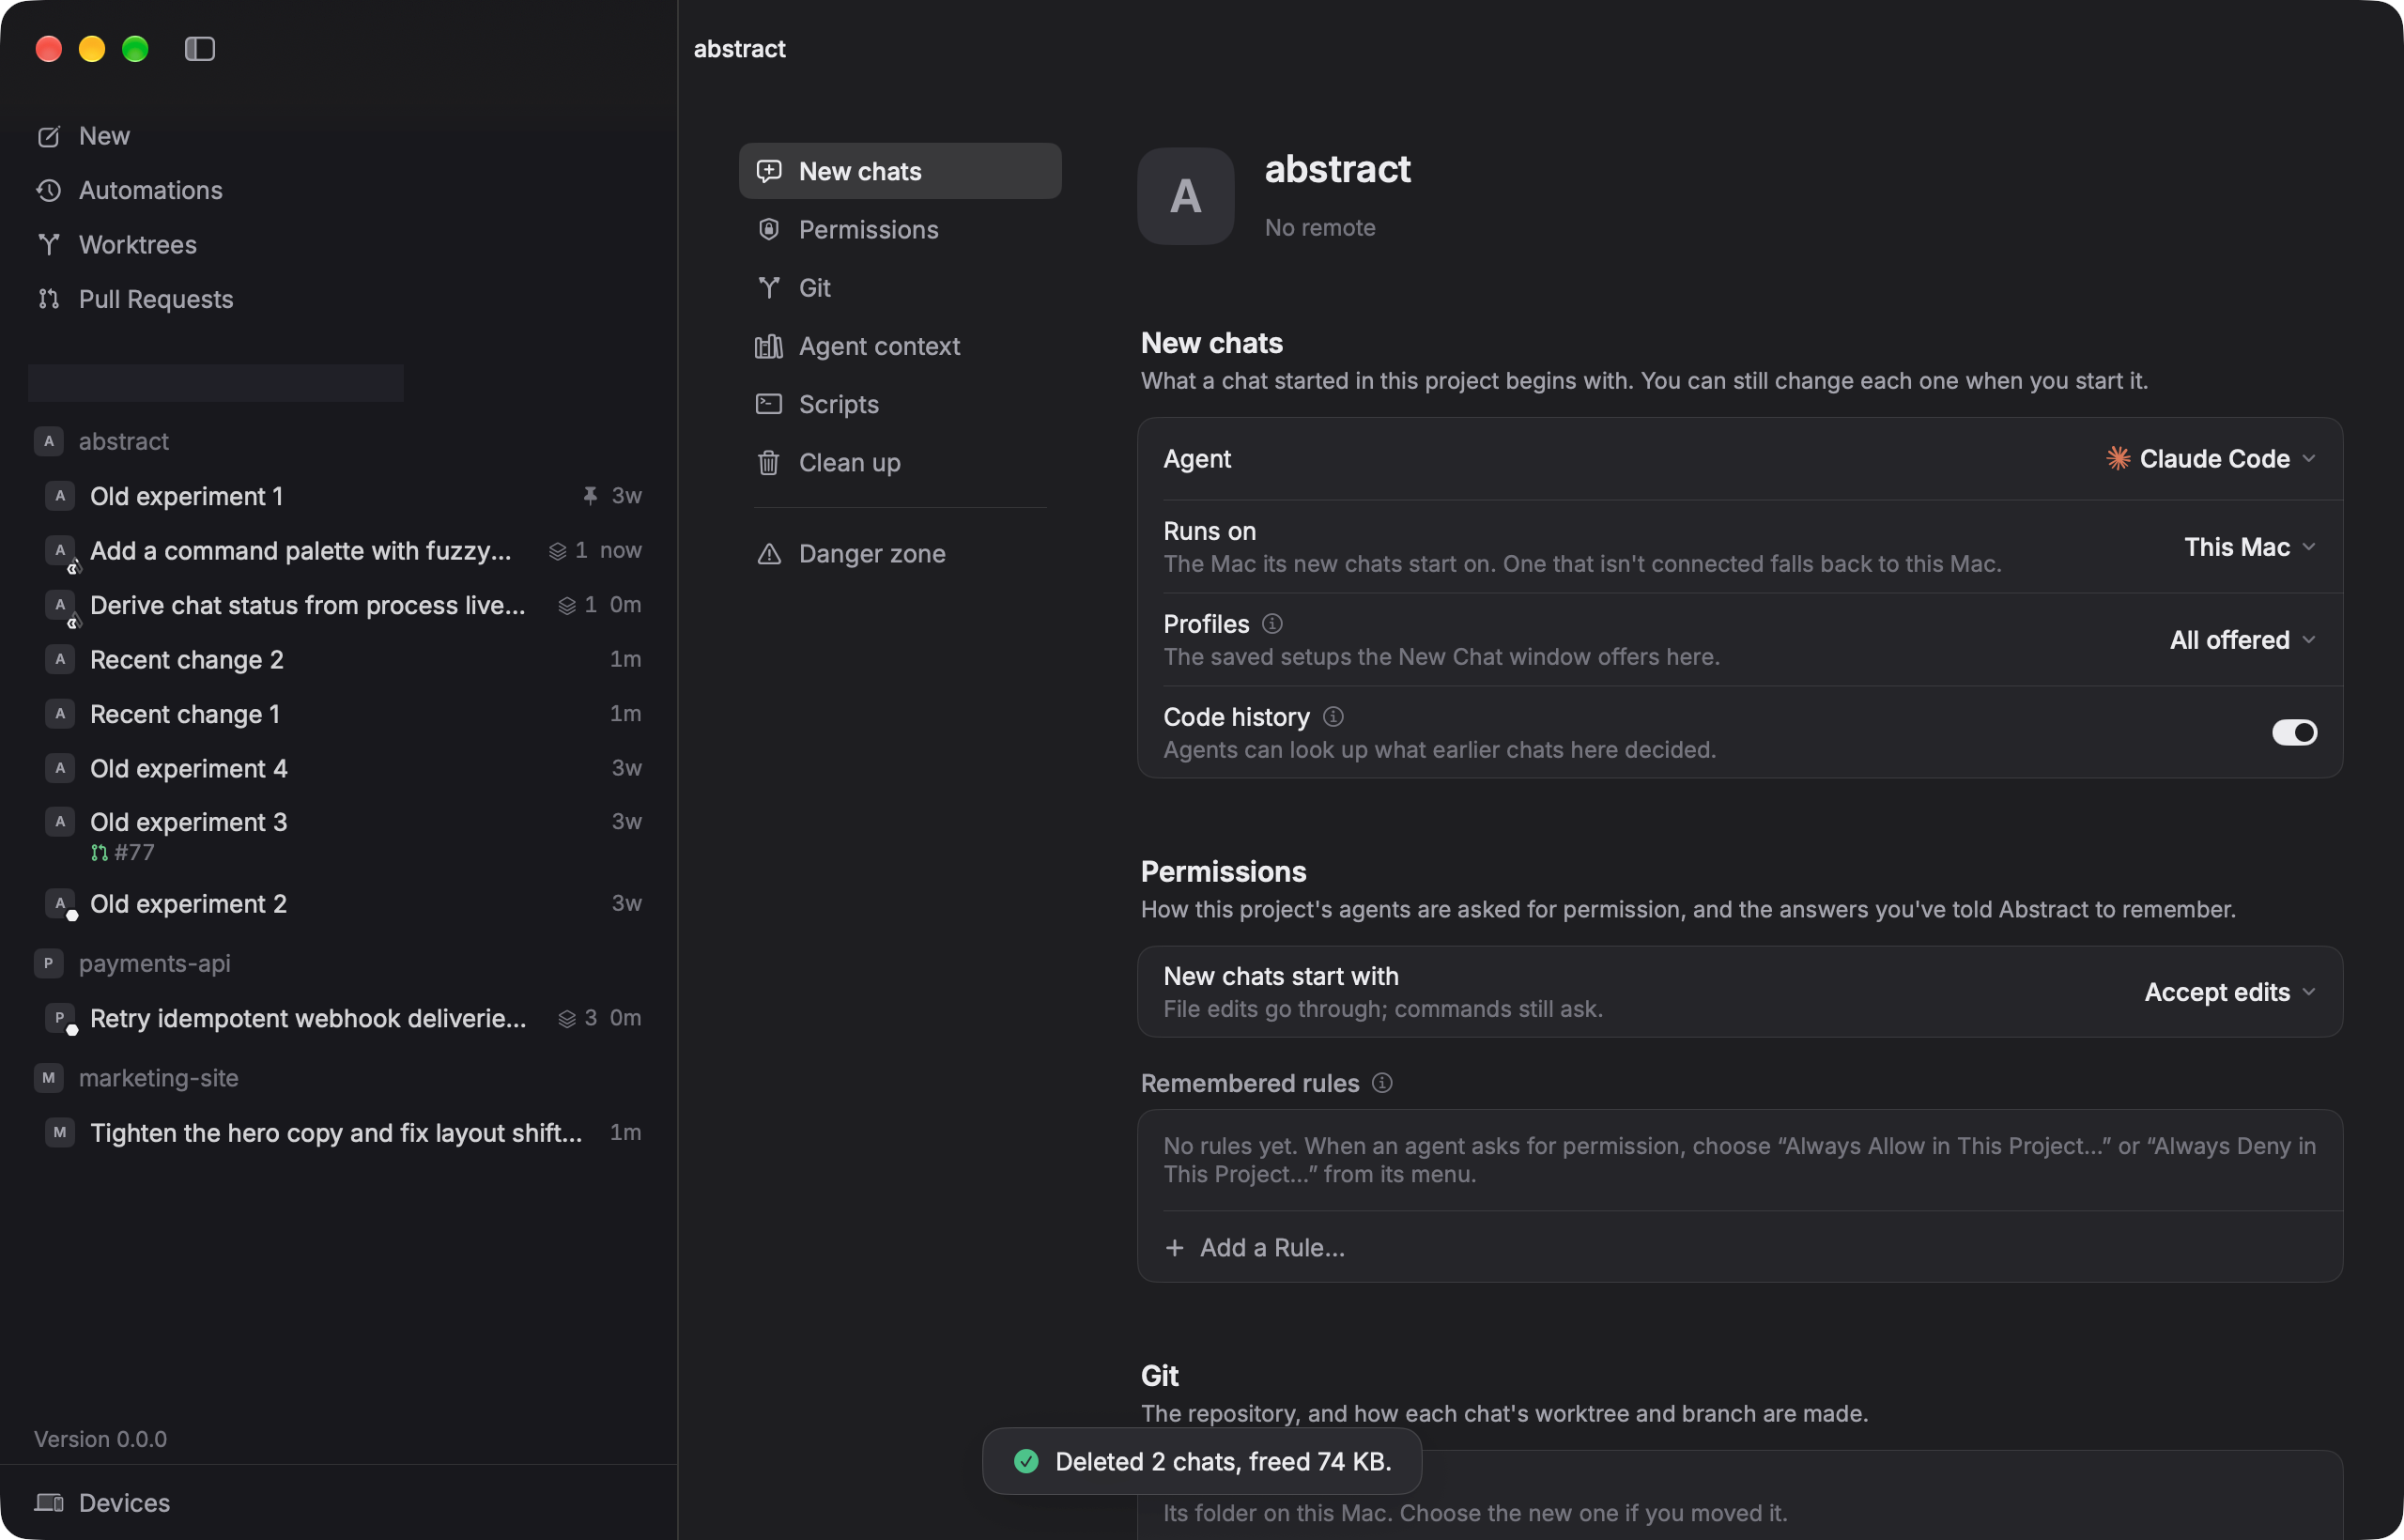 abstract
New
Automations
Worktrees
Pull Requests
A abstract
A Old experiment 1 3w
A Add a command palette with fuzzy... 1 now
A Derive chat status from process live... 1 0m
A Recent change 2 1m
A Recent change 1 1m
A Old experiment 4 3w
A Old experiment 3 3w
#77
A Old experiment 2 3w
P payments-api
P Retry idempotent webhook deliverie... 3 0m
M marketing-site
M Tighten the hero copy and fix layout shift... 1m
Version 0.0.0
Devices
New chats
Permissions
Git
Agent context
Scripts
Clean up
Danger zone
A
abstract
No remote
New chats
What a chat started in this project begins with. You can still change each one when you start it.
Agent Claude Code
Runs on This Mac
The Mac its new chats start on. One that isn't connected falls back to this Mac.
Profiles All offered
The saved setups the New Chat window offers here.
Code history
Agents can look up what earlier chats here decided.
Permissions
How this project's agents are asked for permission, and the answers you've told Abstract to remember.
New chats start with Accept edits
File edits go through; commands still ask.
Remembered rules
No rules yet. When an agent asks for permission, choose “Always Allow in This Project...” or “Always Deny in
This Project...” from its menu.
Add a Rule...
Git
The repository, and how each chat's worktree and branch are made.
Deleted 2 chats, freed 74 KB.
Its folder on this Mac. Choose the new one if you moved it.